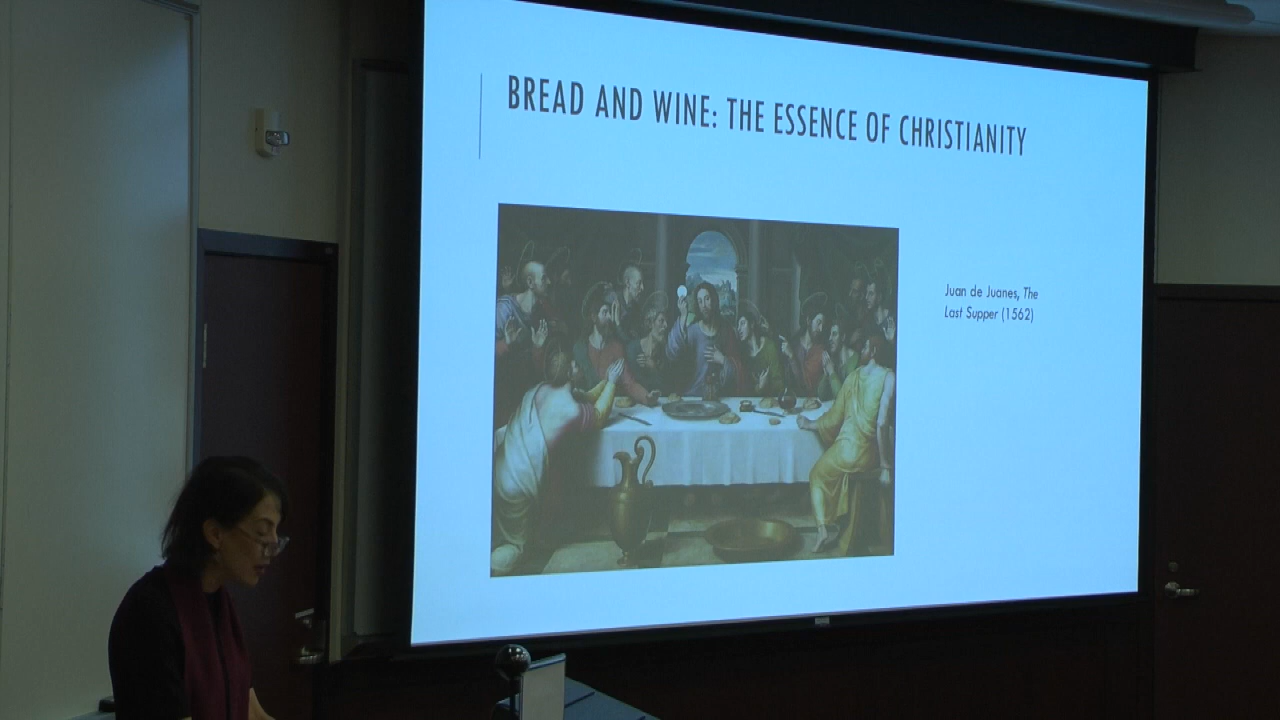 BREAD AND WINE: THE ESSENCE OF CHRISTIANITY
Juan de Juanes, The
Last Supper (1562)